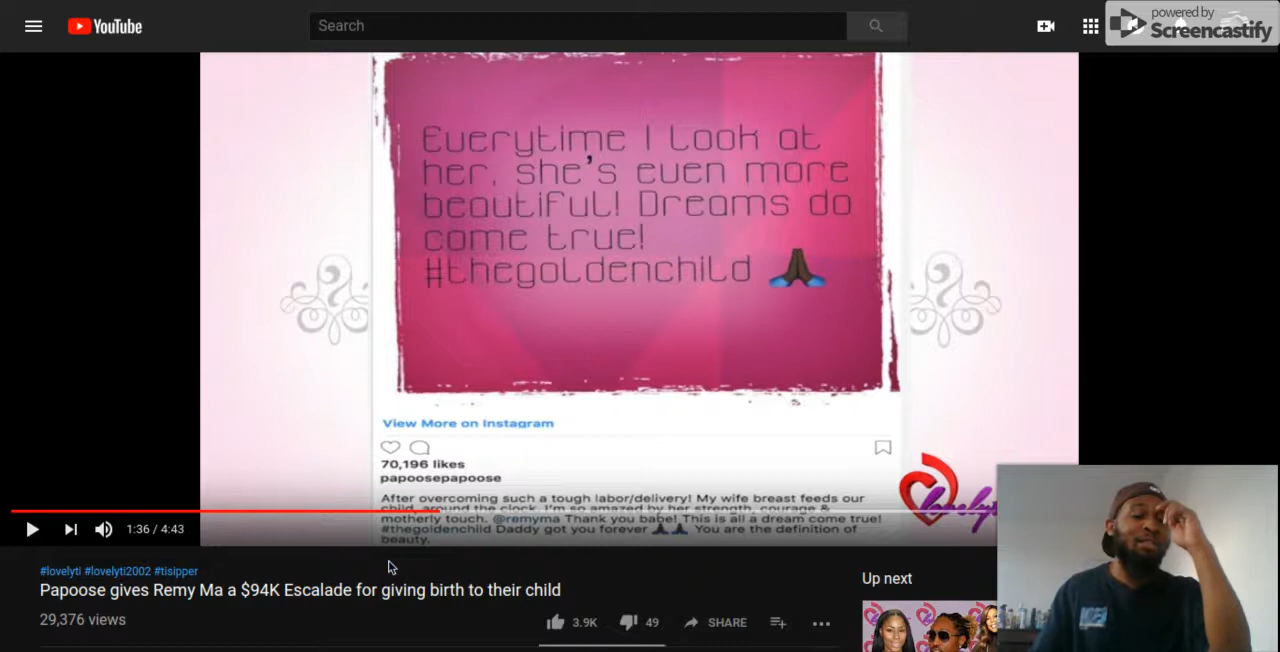 YouTube
Search
powered by
Screencastify
Everytime I look at
her, she's even more
beautiful! Dreams do
come true!
#thegoldenchild
View More on Instagram
70,196 likes
papoosepapoose
After overcoming such a tough labor/delivery! My wife breast feeds our
child, around the clock. I'm so amazed by her strength, courage &
motherly touch. @remyma Thank you babe! This is all a dream come true!
#thegoldenchild Daddy got you forever 🙏🙏 You are the definition of
beauty.
lovely
1:36 / 4:43
#lovelyti #lovelyti2002 #tisipper
Papoose gives Remy Ma a $94K Escalade for giving birth to their child
29,376 views
3.9K
49
SHARE
Up next